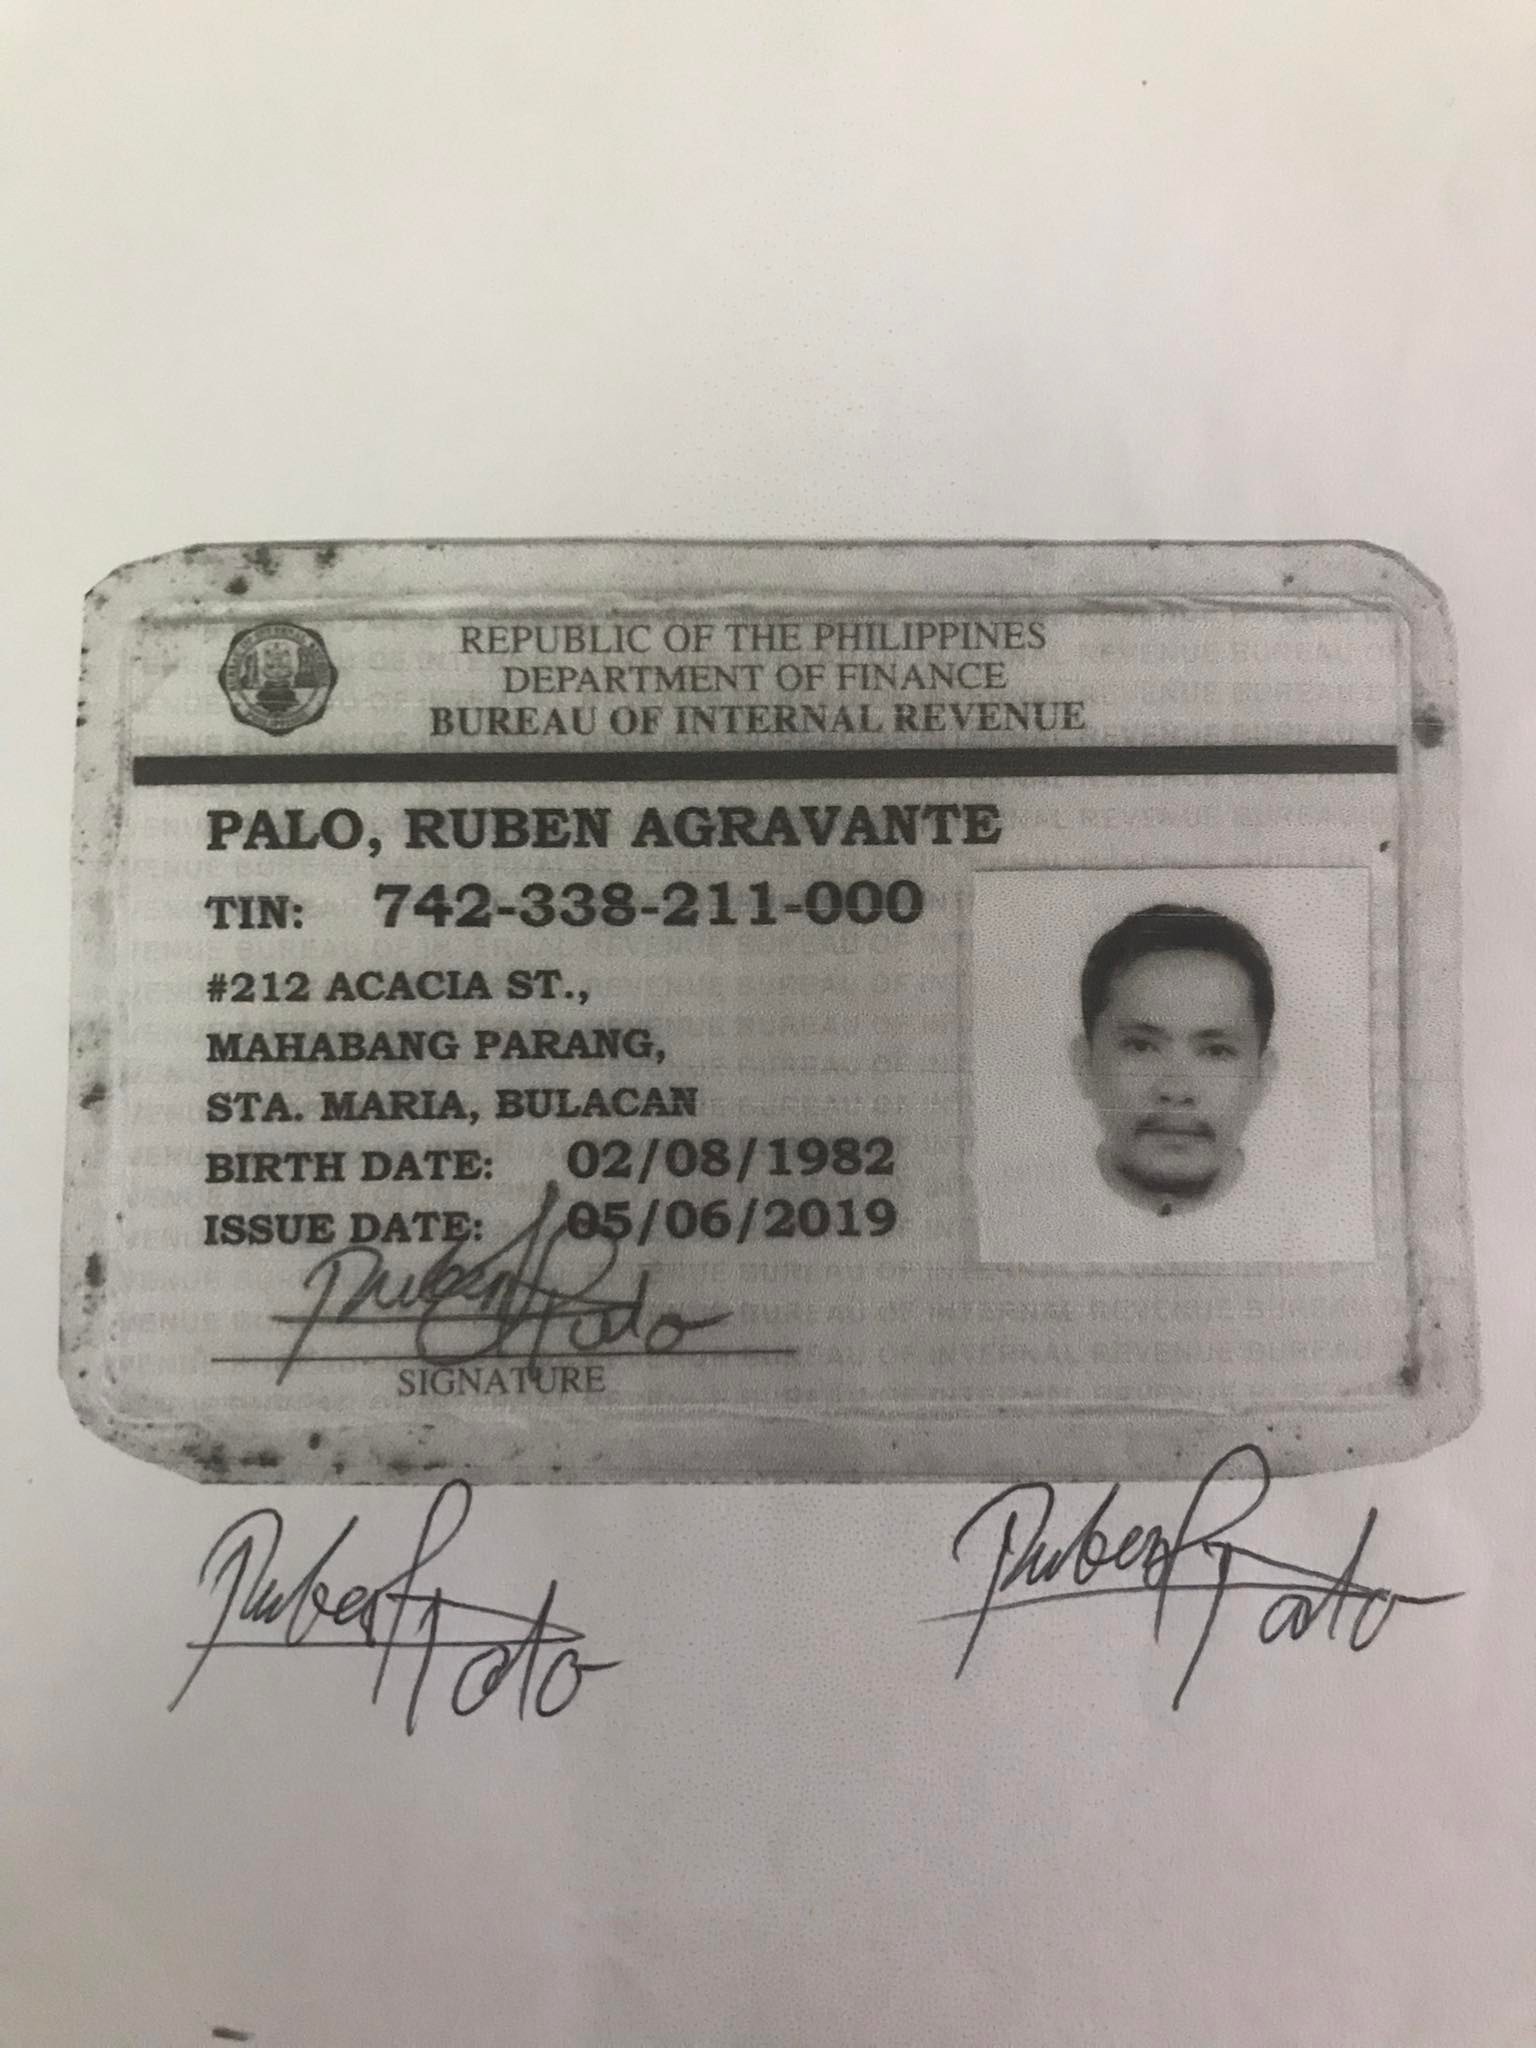 REPUBLIC OF THE PHILIPPINES
DEPARTMENT OF FINANCE
BUREAU OF INTERNAL REVENUE
PALO, RUBEN AGRAVANTE
TIN: 742-338-211-000
#212 ACACIA ST.,
MAHABANG PARANG,
STA. MARIA, BULACAN
BIRTH DATE: 02/08/1982
ISSUE DATE: 05/06/2019
Ruben Palo
SIGNATURE
Ruben Palo
Ruben Palo